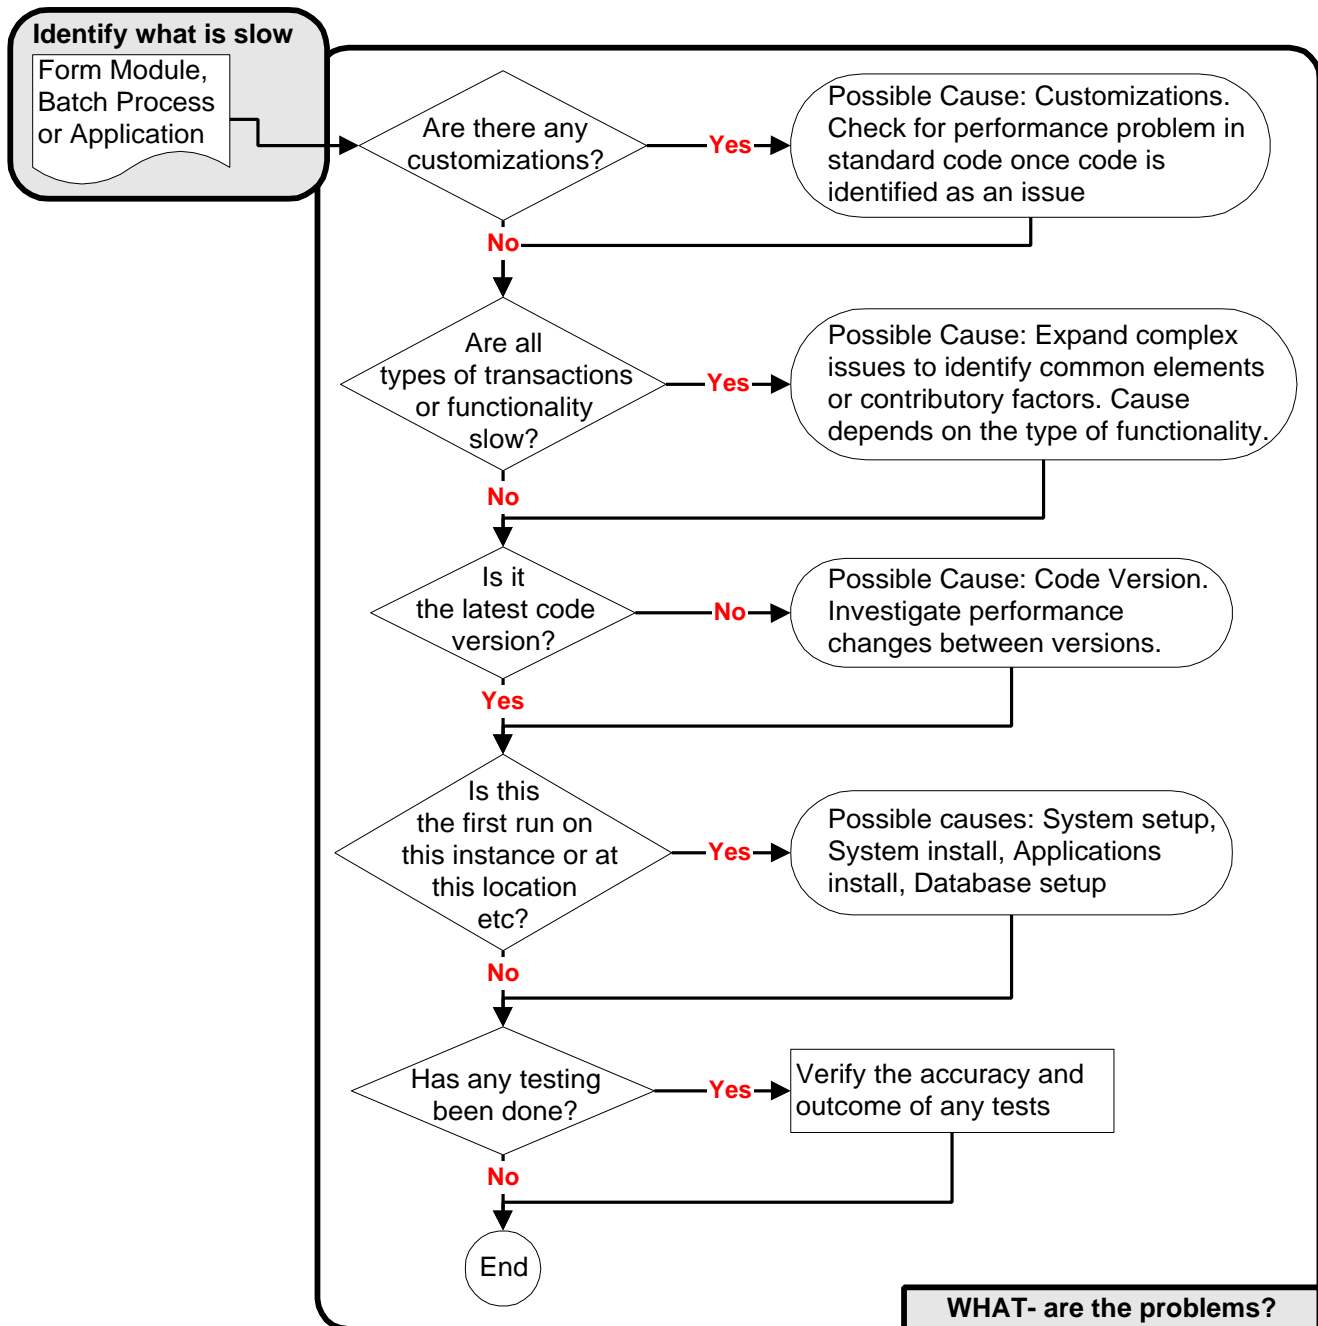 Identify what is slow
Form Module,
Batch Process
or Application
Are there any
customizations?
Yes
Possible Cause: Customizations.
Check for performance problem in
standard code once code is
identified as an issue
No
Are all
types of transactions
or functionality
slow?
Yes
Possible Cause: Expand complex
issues to identify common elements
or contributory factors. Cause
depends on the type of functionality.
No
Is it
the latest code
version?
No
Possible Cause: Code Version.
Investigate performance
changes between versions.
Yes
Is this
the first run on
this instance or at
this location
etc?
Yes
Possible causes: System setup,
System install, Applications
install, Database setup
No
Has any testing
been done?
Yes
Verify the accuracy and
outcome of any tests
No
End
WHAT- are the problems?